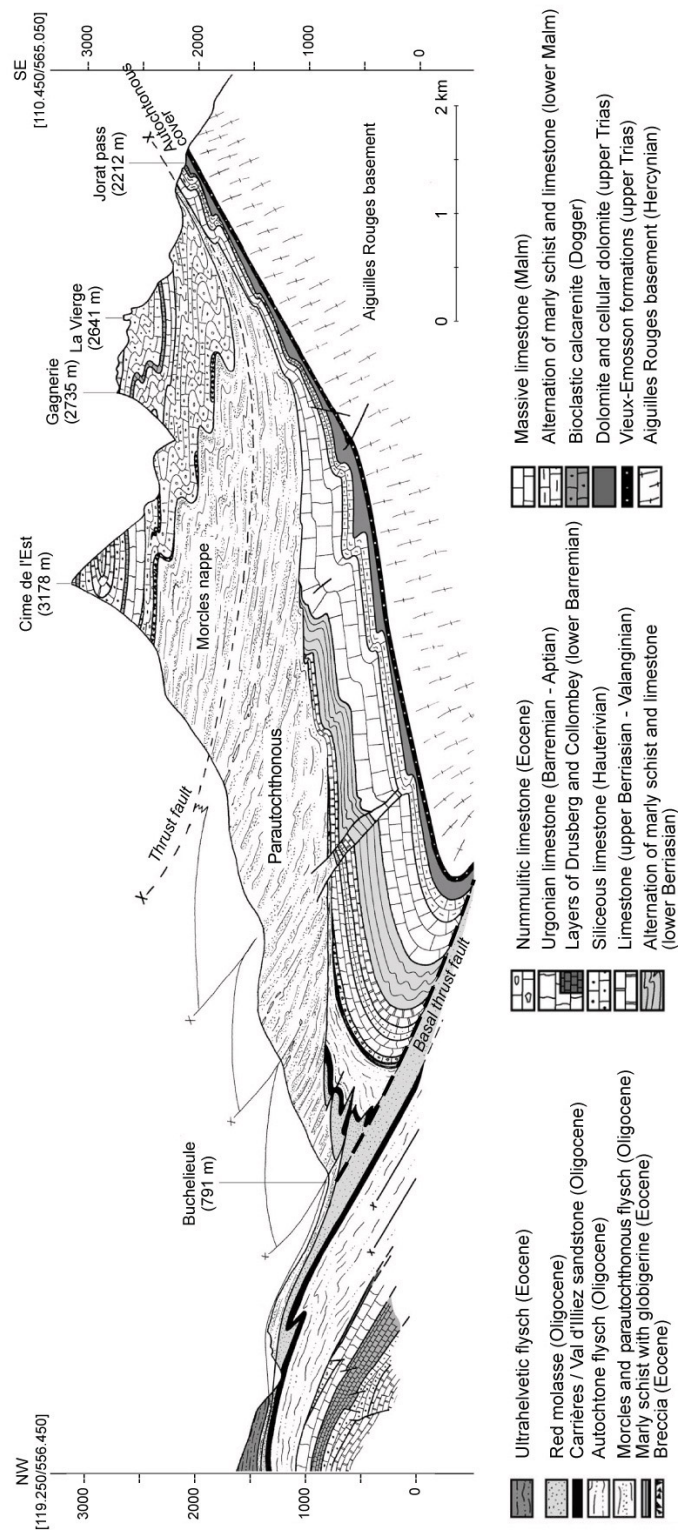 NW
[119.250/556.450]
3000
2000
1000
0
Buchelieule
(791 m)
Thrust fault
X
Cime de l'Est
(3178 m)
Gagnerie
(2735 m)
La Vierge
(2641 m)
Jorat pass
(2212 m)
X
Autochtonous
cover
SE
[110.450/565.050]
3000
2000
1000
0
Morcles nappe
Parautochthonous
Basal thrust fault
Aiguilles Rouges basement
0
1
2 km
Ultrahelvetic flysch (Eocene)
Red molasse (Oligocene)
Carrières / Val d'Illiez sandstone (Oligocene)
Autochtone flysch (Oligocene)
Morcles and parautochthonous flysch (Oligocene)
Marly schist with globigerine (Eocene)
Breccia (Eocene)
Nummulitic limestone (Eocene)
Urgonian limestone (Barremian - Aptian)
Layers of Drusberg and Collombey (lower Barremian)
Siliceous limestone (Hauterivian)
Limestone (upper Berriasian - Valanginian)
Alternation of marly schist and limestone
(lower Berriasian)
Massive limestone (Malm)
Alternation of marly schist and limestone (lower Malm)
Bioclastic calcarenite (Dogger)
Dolomite and cellular dolomite (upper Trias)
Vieux-Emosson formations (upper Trias)
Aiguilles Rouges basement (Hercynian)